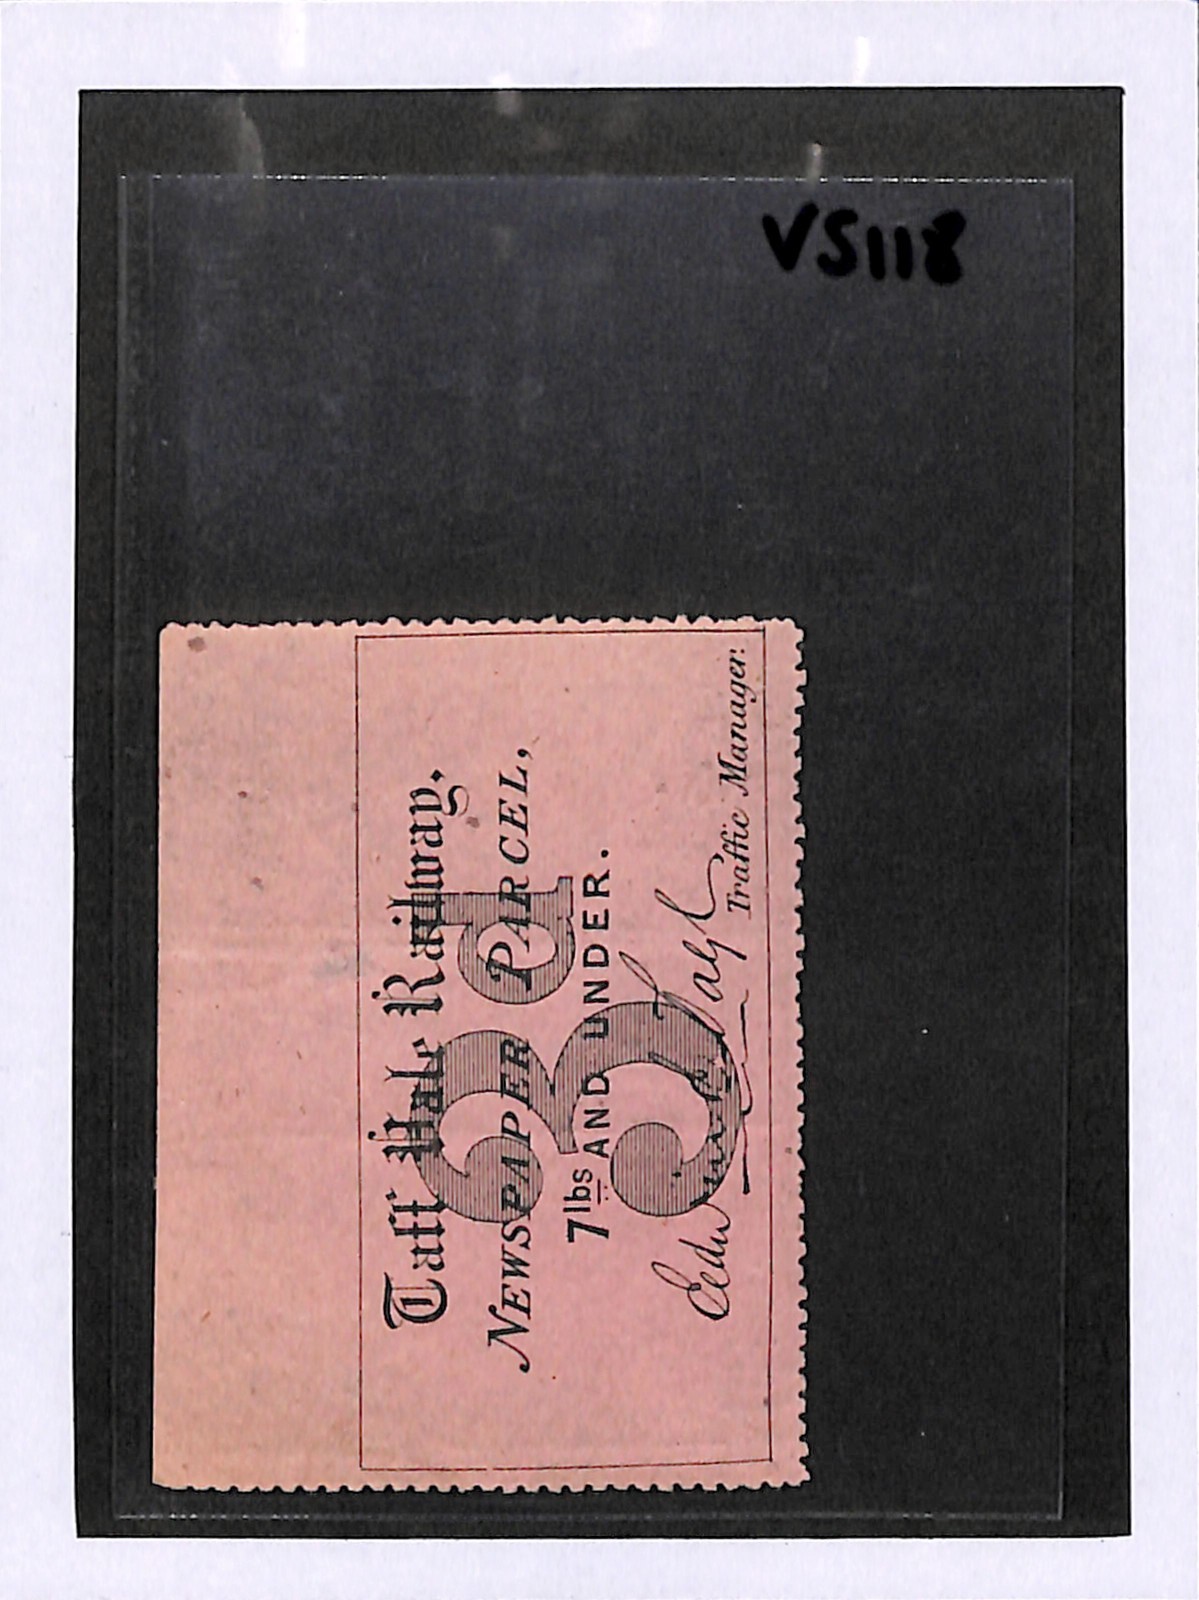 VS118
Taff Vale Railway.
3d
NEWSPAPER PARCEL,
7lbs AND UNDER.
Traffic Manager.